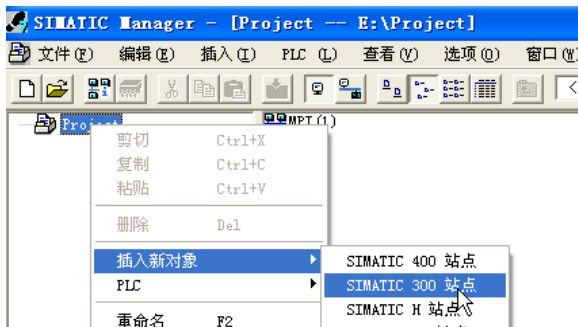 SIMATIC Manager - [Project -- E:\Project]
文件(F) 编辑(E) 插入(I) PLC (L) 查看(V) 选项(O) 窗口(W)
Project MPI(1)
剪切 Ctrl+X
复制 Ctrl+C
粘贴 Ctrl+V
删除 Del
插入新对象 SIMATIC 400 站点
PLC SIMATIC 300 站点
重命名 F2 SIMATIC H 站点